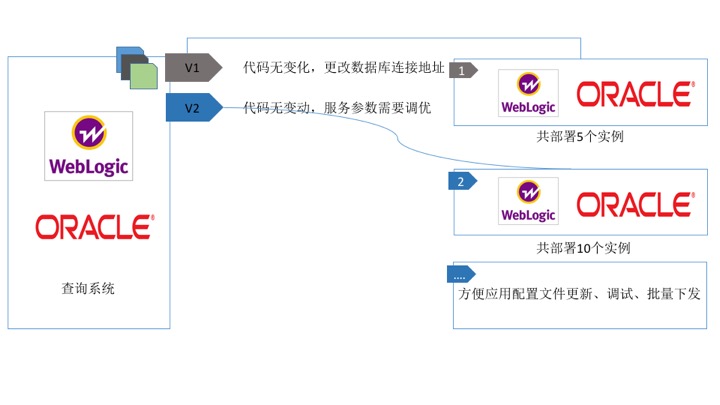 V1
代码无变化，更改数据库连接地址
V2
代码无变动，服务参数需要调优
WebLogic
ORACLE®
查询系统
1
WebLogic
ORACLE®
共部署5个实例
2
WebLogic
ORACLE®
共部署10个实例
....
方便应用配置文件更新、调试、批量下发